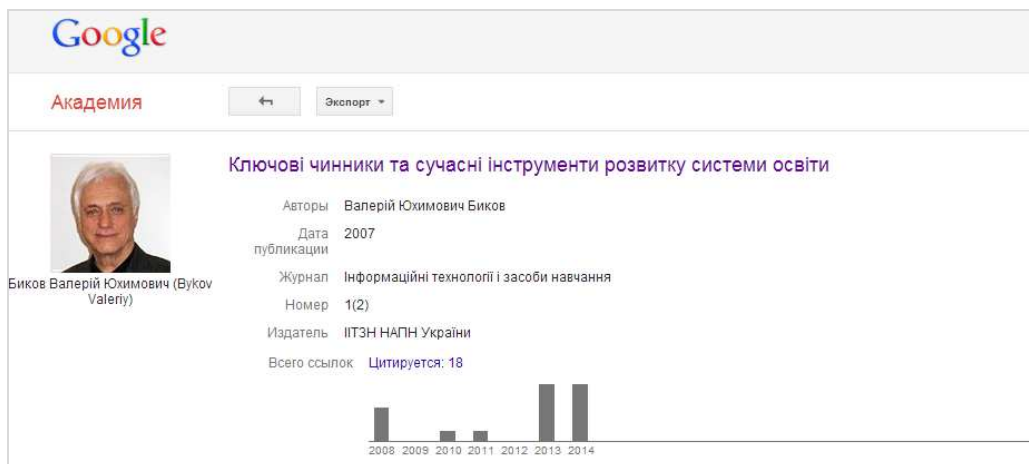 Google
Академия
Экспорт
Ключові чинники та сучасні інструменти розвитку системи освіти
Авторы Валерій Юхимович Биков
Дата публикации 2007
Журнал Інформаційні технології і засоби навчання
Номер 1(2)
Издатель ІІТЗН НАПН України
Всего ссылок Цитируется: 18
2008 2009 2010 2011 2012 2013 2014
Биков Валерій Юхимович (Bykov
Valeriy)